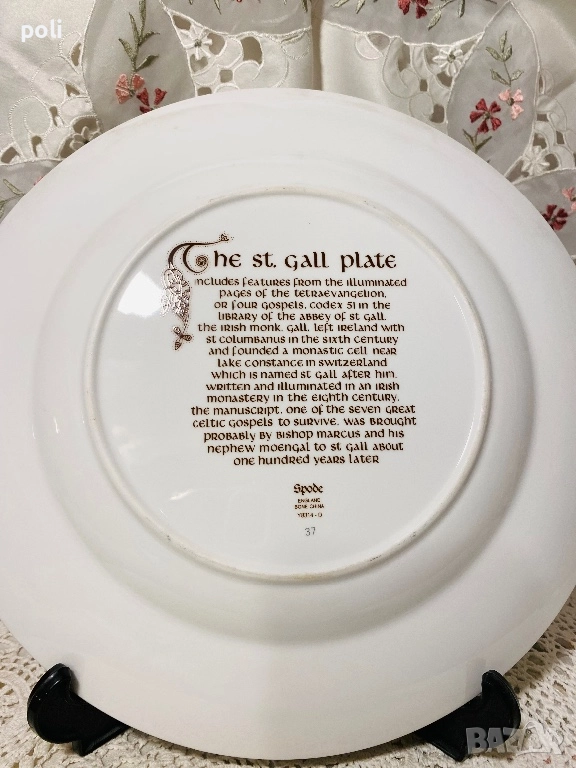 poli
The St. Gall Plate
includes features from the illuminated
pages of the tetraevangelion,
or four gospels, codex 51 in the
library of the abbey of St Gall.
The Irish monk, Gall, left Ireland with
St Columbanus in the sixth century
and founded a monastic cell near
Lake Constance in Switzerland
which is named St Gall after him.
Written and illuminated in an Irish
monastery in the eighth century,
the manuscript, one of the seven great
Celtic gospels to survive, was brought
probably by Bishop Marcus and his
nephew Moengal to St Gall about
one hundred years later
Spode
ENGLAND
BONE CHINA
Y8314-D
37
BAZAR